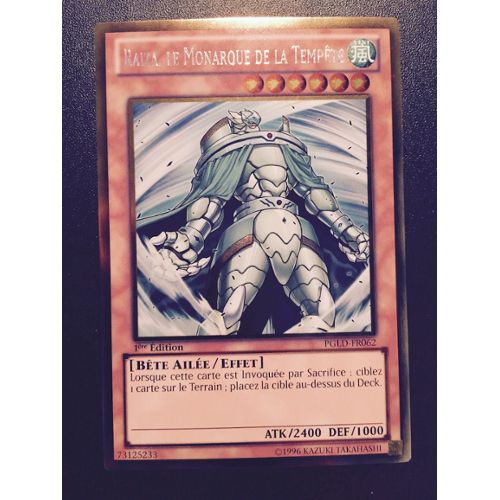 Raiza, le Monarque de la Tempête
嵐
1ère Édition
PGLD-FR062
[Bête Ailée/Effet]
Lorsque cette carte est Invoquée par Sacrifice : ciblez
1 carte sur le Terrain ; placez la cible au-dessus du Deck.
ATK/2400 DEF/1000
73125233
©1996 KAZUKI TAKAHASHI